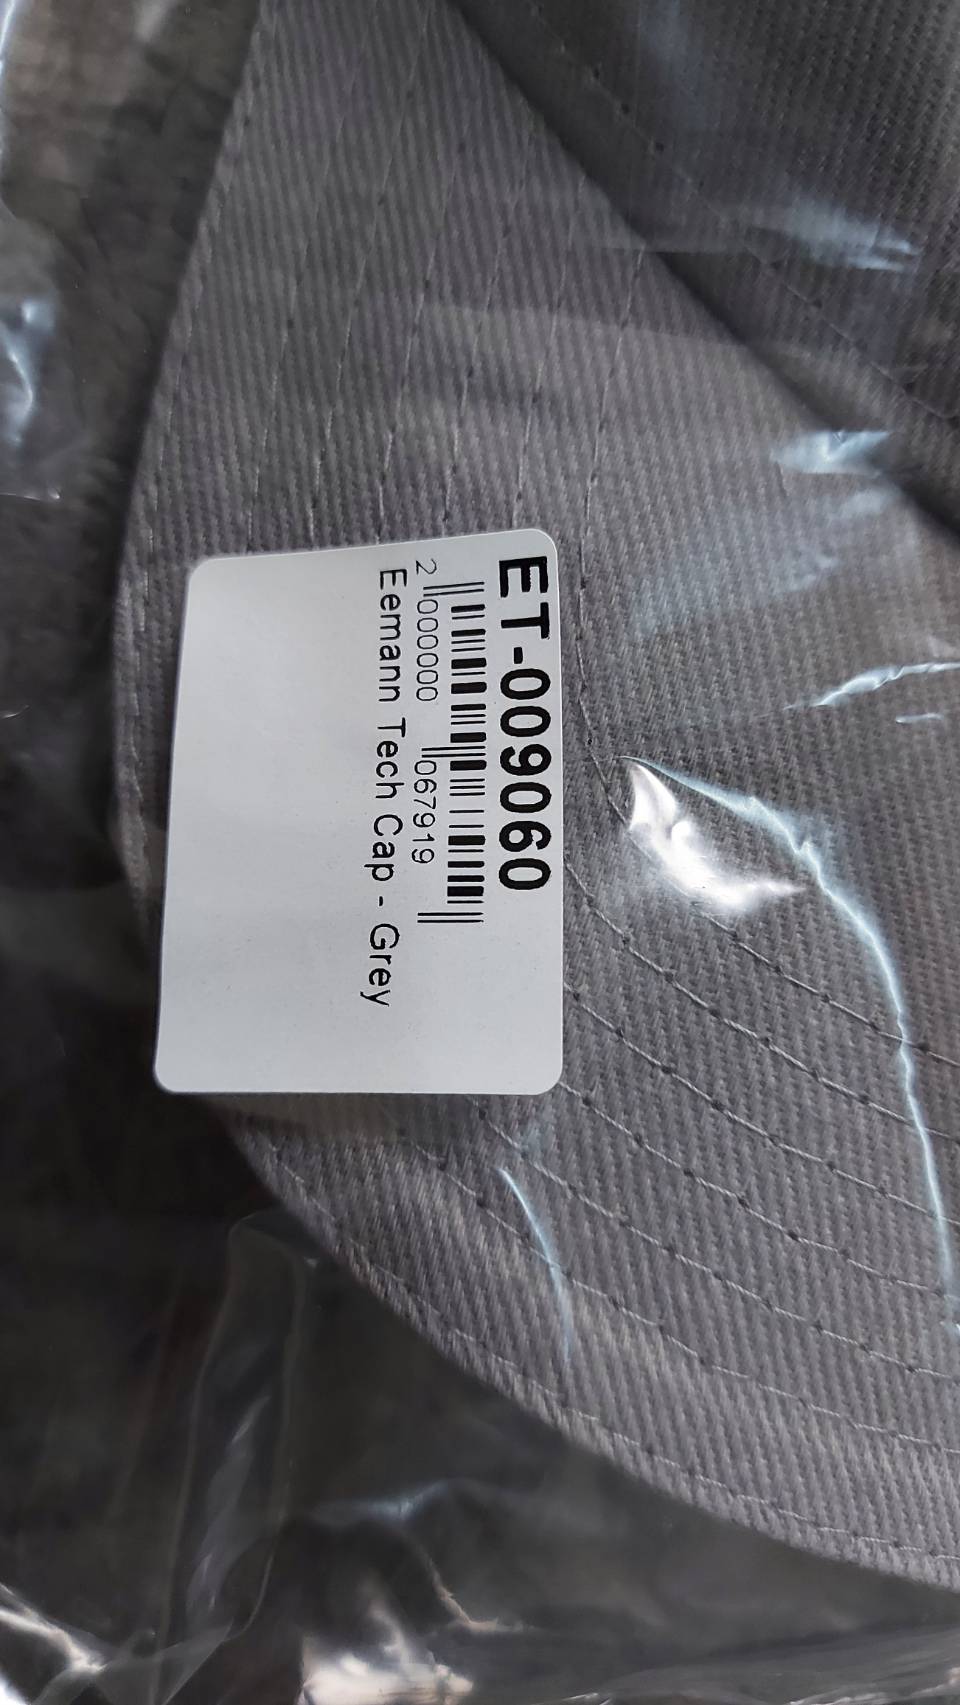 ET-009060
2 000000 067919
Eemann Tech Cap - Grey